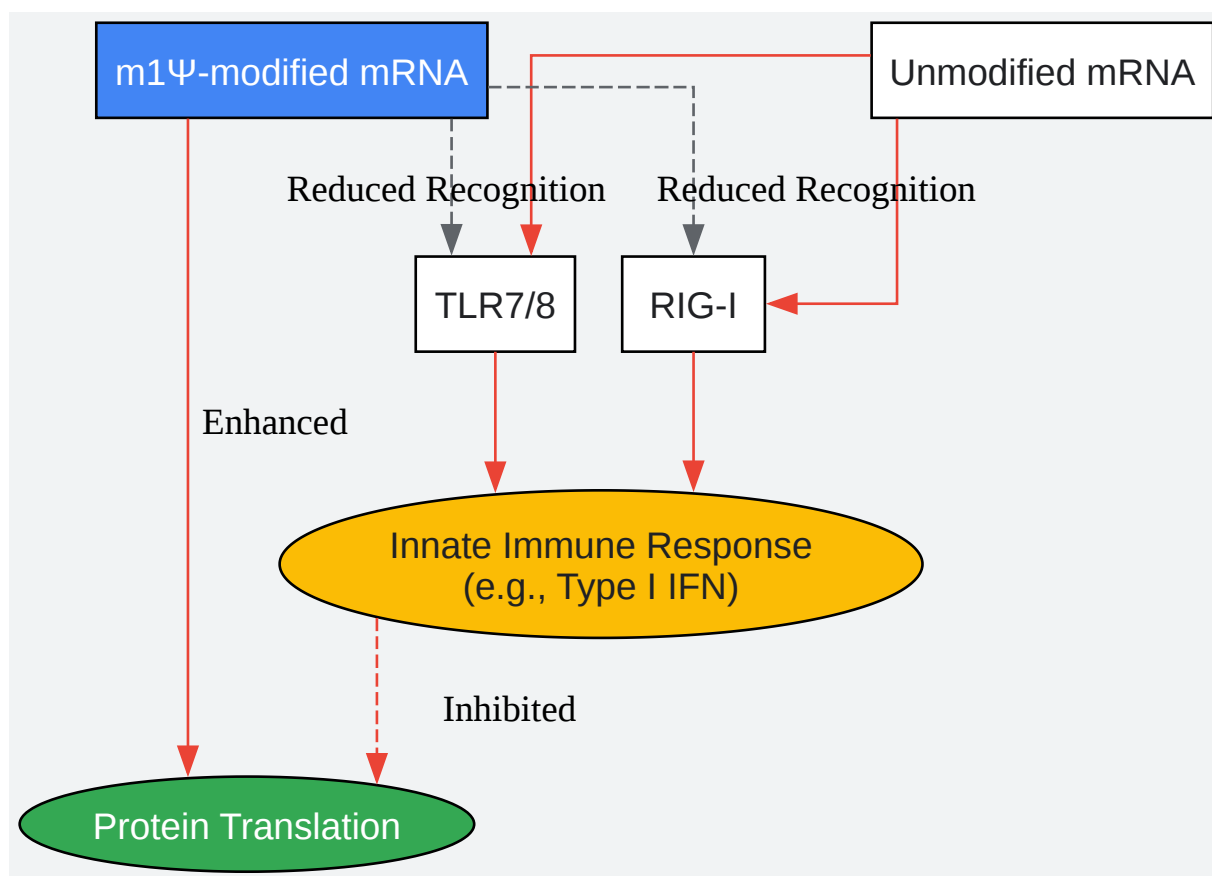 m1Ψ-modified mRNA
Unmodified mRNA
Reduced Recognition
Reduced Recognition
TLR7/8
RIG-I
Enhanced
Innate Immune Response
(e.g., Type I IFN)
Inhibited
Protein Translation